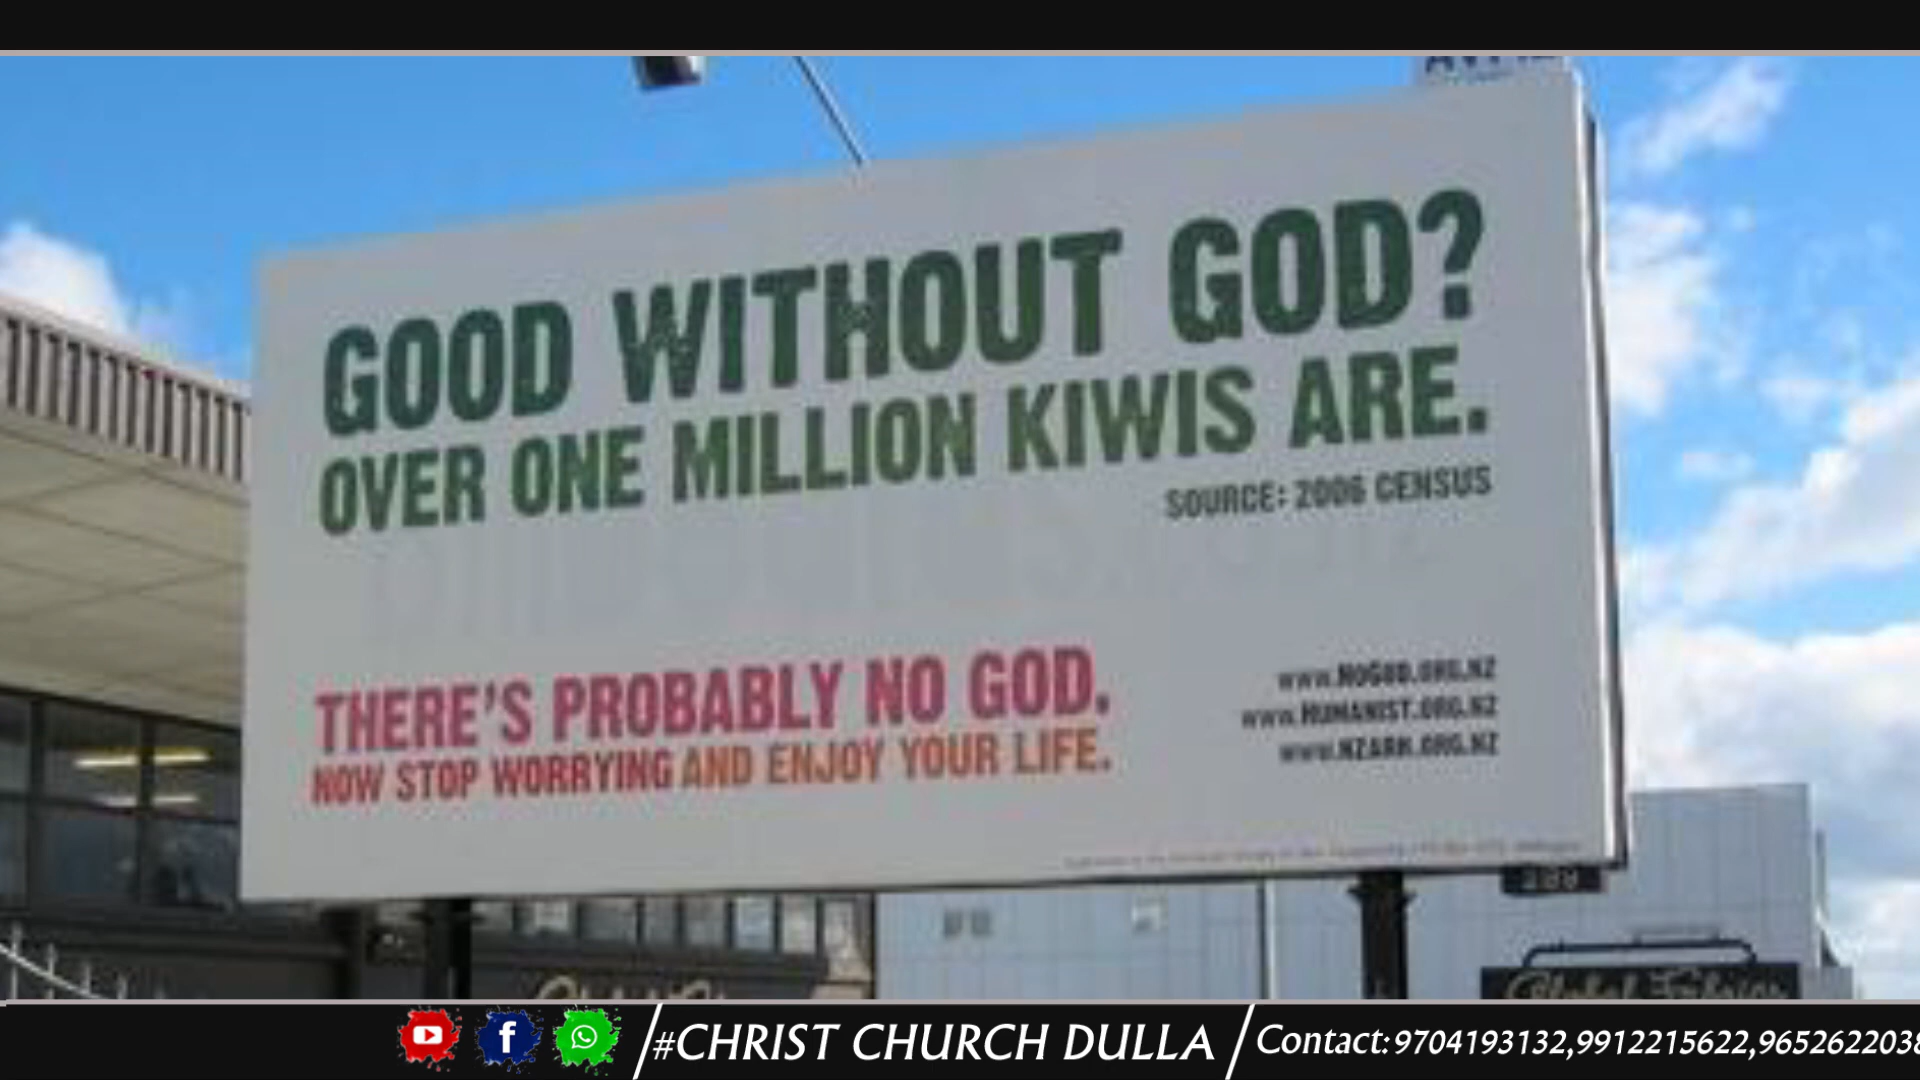 GOOD WITHOUT GOD?
OVER ONE MILLION KIWIS ARE.
SOURCE: 2006 CENSUS
THERE'S PROBABLY NO GOD.
NOW STOP WORRYING AND ENJOY YOUR LIFE.
www.NOGOD.ORG.NZ
www.HUMANIST.ORG.NZ
www.NZARH.ORG.NZ
#CHRIST CHURCH DULLA
Contact:9704193132,9912215622,965262203